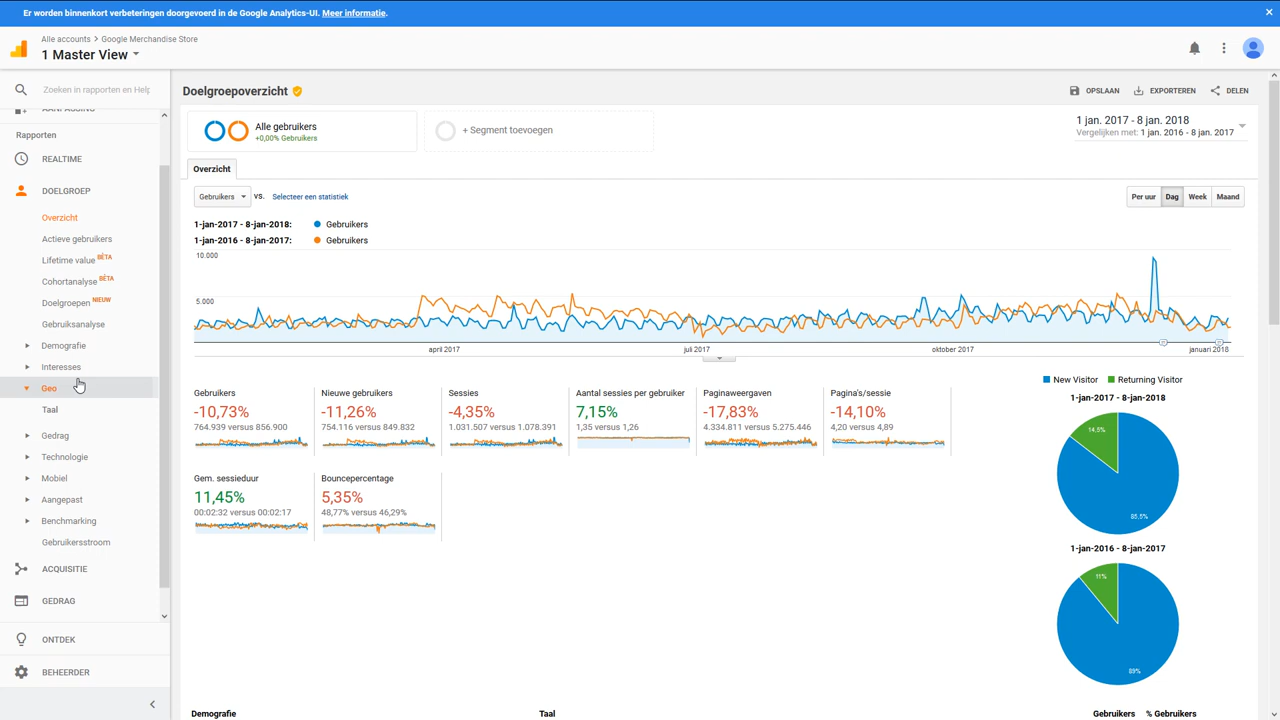 Er worden binnenkort verbeteringen doorgevoerd in de Google Analytics-UI. Meer informatie.
Alle accounts > Google Merchandise Store
1 Master View
Zoeken in rapporten en Help
AANPASSING
Rapporten
REALTIME
DOELGROEP
Overzicht
Actieve gebruikers
Lifetime value BÈTA
Cohortanalyse BÈTA
Doelgroepen NIEUW
Gebruiksanalyse
Demografie
Interesses
Geo
Taal
Gedrag
Technologie
Mobiel
Aangepast
Benchmarking
Gebruikersstroom
ACQUISITIE
GEDRAG
ONTDEK
BEHEERDER
Doelgroepoverzicht
OPSLAAN
EXPORTEREN
DELEN
Alle gebruikers
+0,00% Gebruikers
+ Segment toevoegen
1 jan. 2017 - 8 jan. 2018
Vergelijken met: 1 jan. 2016 - 8 jan. 2017
Overzicht
Gebruikers VS. Selecteer een statistiek
Per uur Dag Week Maand
1-jan-2017 - 8-jan-2018: Gebruikers
1-jan-2016 - 8-jan-2017: Gebruikers
10.000
5.000
april 2017 juli 2017 oktober 2017 januari 2018
Gebruikers
-10,73%
764.939 versus 856.900
Nieuwe gebruikers
-11,26%
754.116 versus 849.832
Sessies
-4,35%
1.031.507 versus 1.078.391
Aantal sessies per gebruiker
7,15%
1,35 versus 1,26
Paginaweergaven
-17,83%
4.334.811 versus 5.275.446
Pagina's/sessie
-14,10%
4,20 versus 4,89
Gem. sessieduur
11,45%
00:02:32 versus 00:02:17
Bouncepercentage
5,35%
48,77% versus 46,29%
New Visitor Returning Visitor
1-jan-2017 - 8-jan-2018
14,5%
85,5%
1-jan-2016 - 8-jan-2017
11%
89%
Demografie Taal Gebruikers % Gebruikers